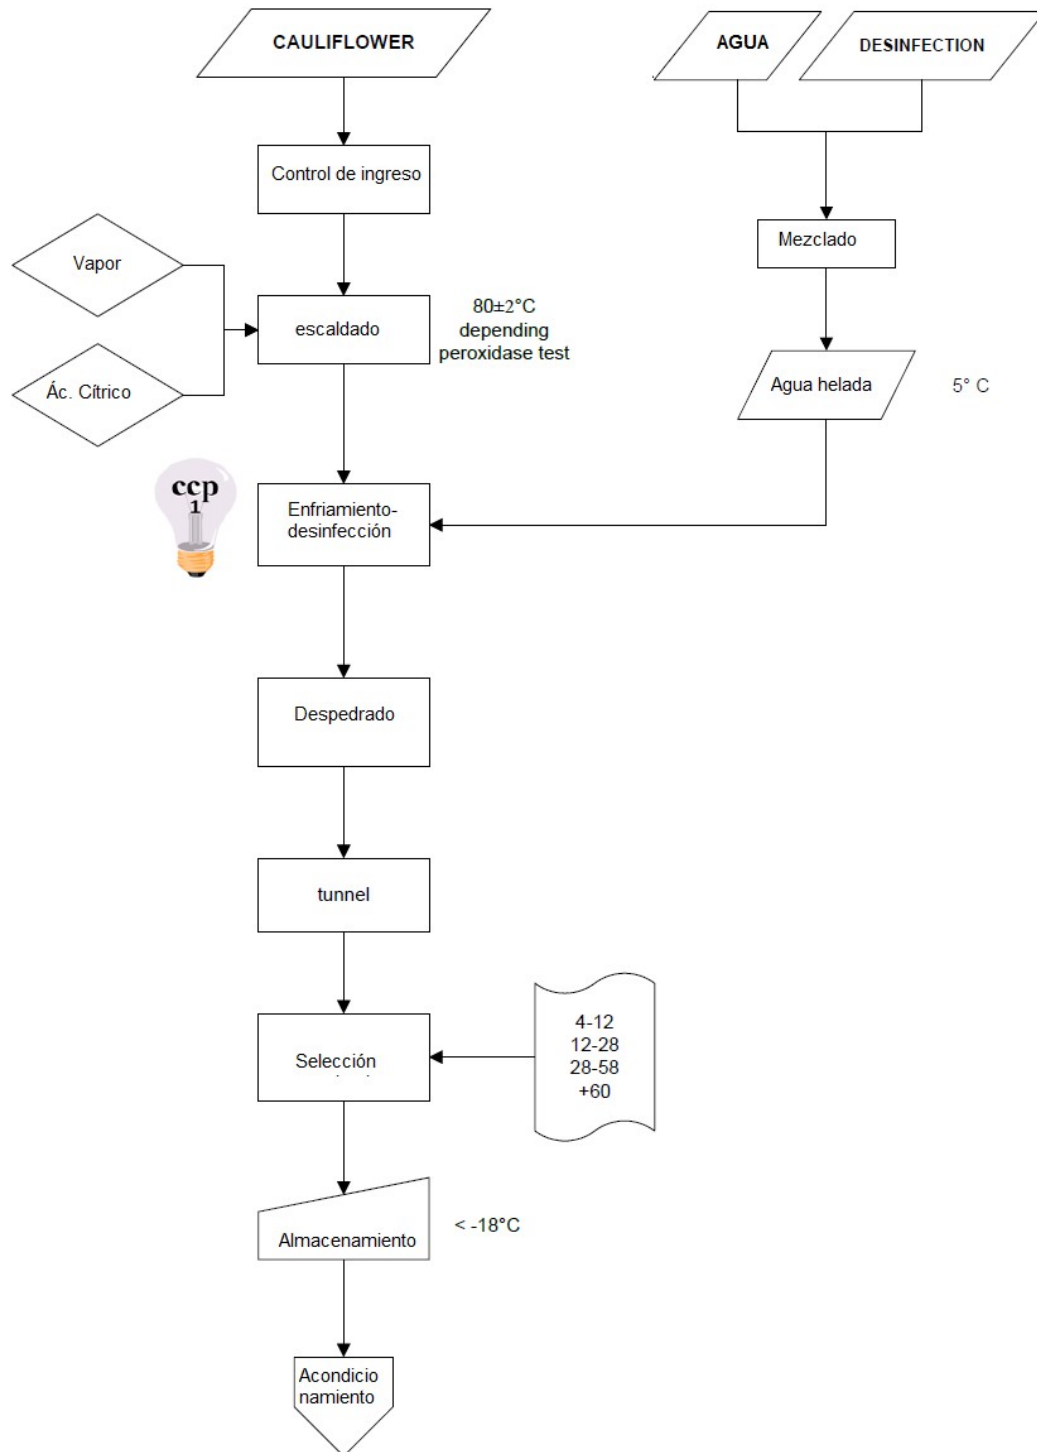 CAULIFLOWER
AGUA
DESINFECTION
Control de ingreso
Mezclado
Vapor
escaldado
80±2°C
depending
peroxidase test
Ác. Cítrico
Agua helada
5° C
ccp
1
Enfriamiento-
desinfección
Despedrado
tunnel
4-12
12-28
28-58
+60
Selección
Almacenamiento
< -18°C
Acondicio
namiento